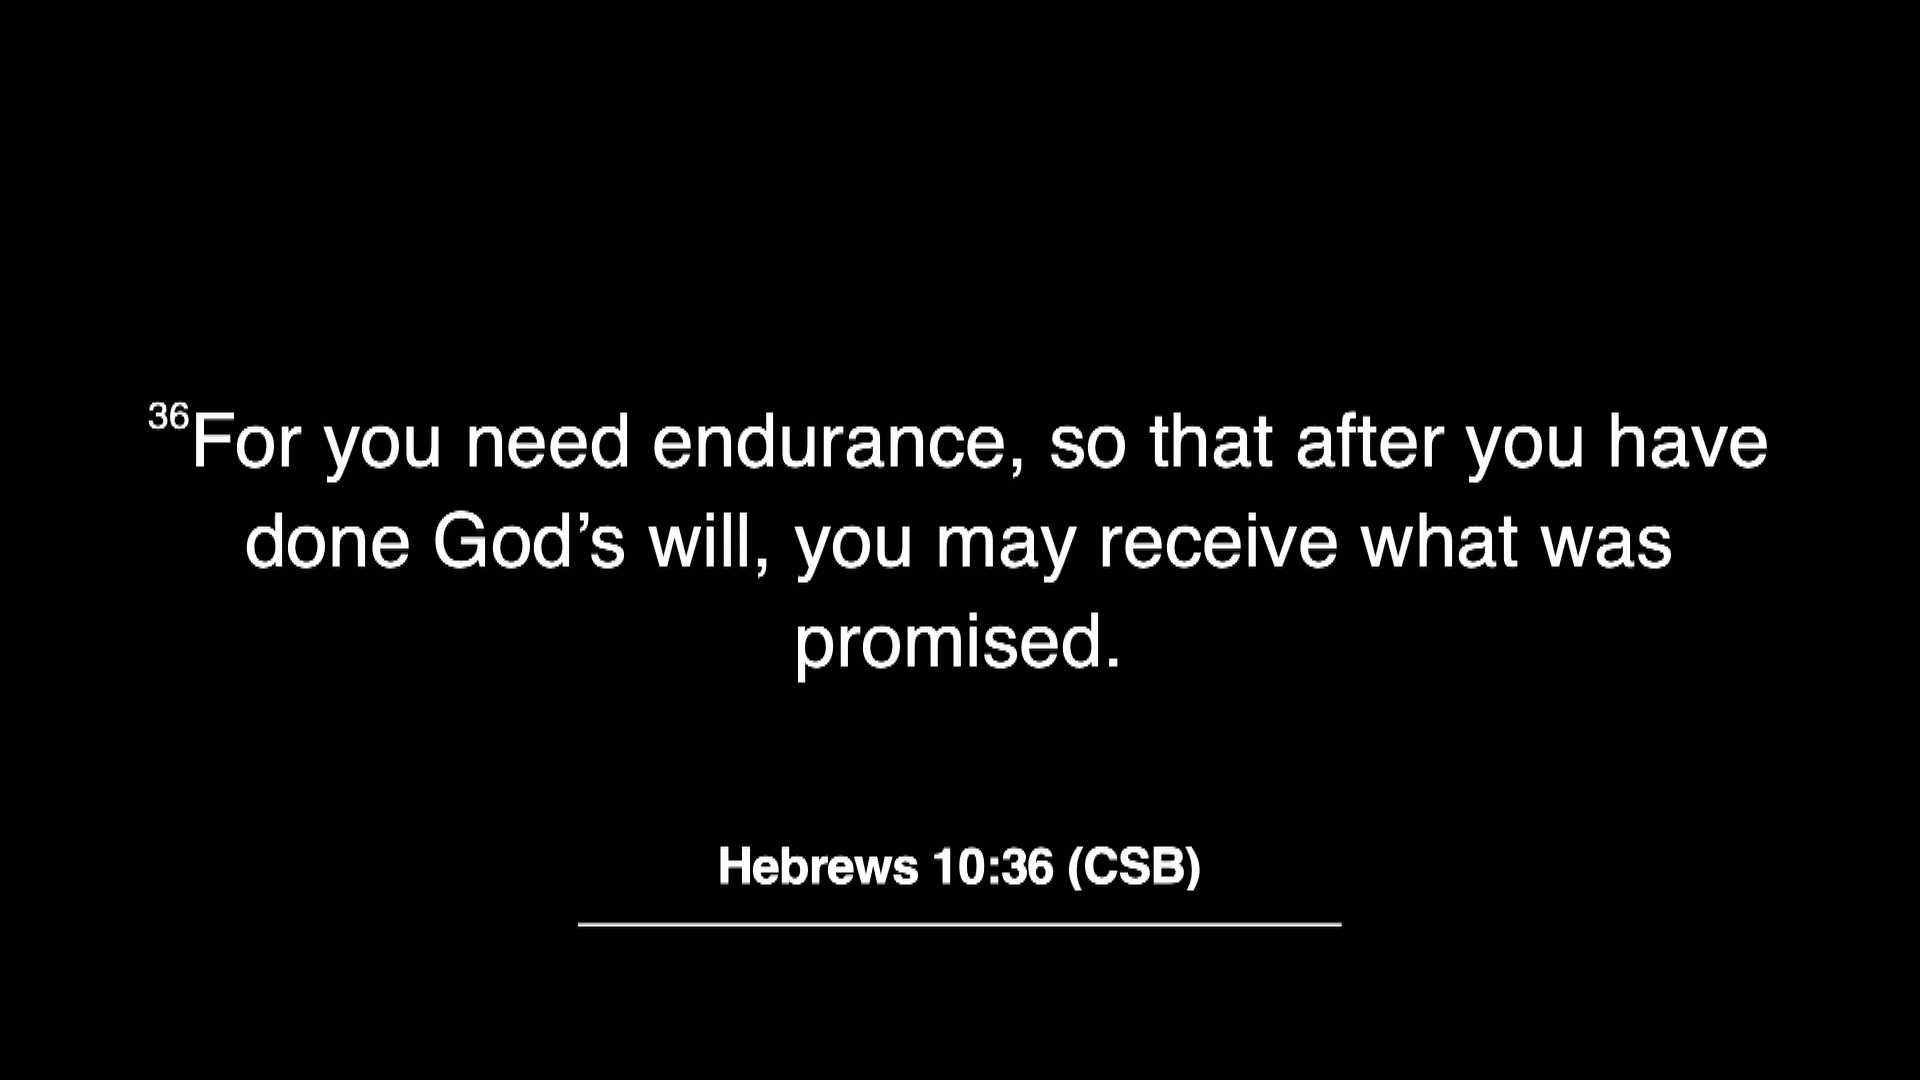 36For you need endurance, so that after you have
done God’s will, you may receive what was
promised.
Hebrews 10:36 (CSB)